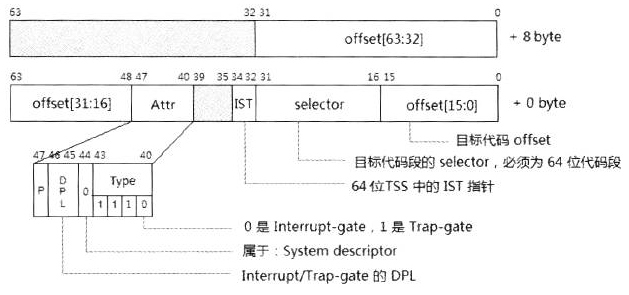 63 32 31 0
offset[63:32] + 8 byte
63 48 47 40 39 35 34 32 31 16 15 0
offset[31:16] Attr IST selector offset[15:0] + 0 byte
目标代码 offset
目标代码段的 selector，必须为 64 位代码段
64 位TSS 中的 IST 指针
47 46 45 44 43 40
P DPL 0 Type
1 1 1 0
0 是 Interrupt-gate，1 是 Trap-gate
属于：System descriptor
Interrupt/Trap-gate 的 DPL